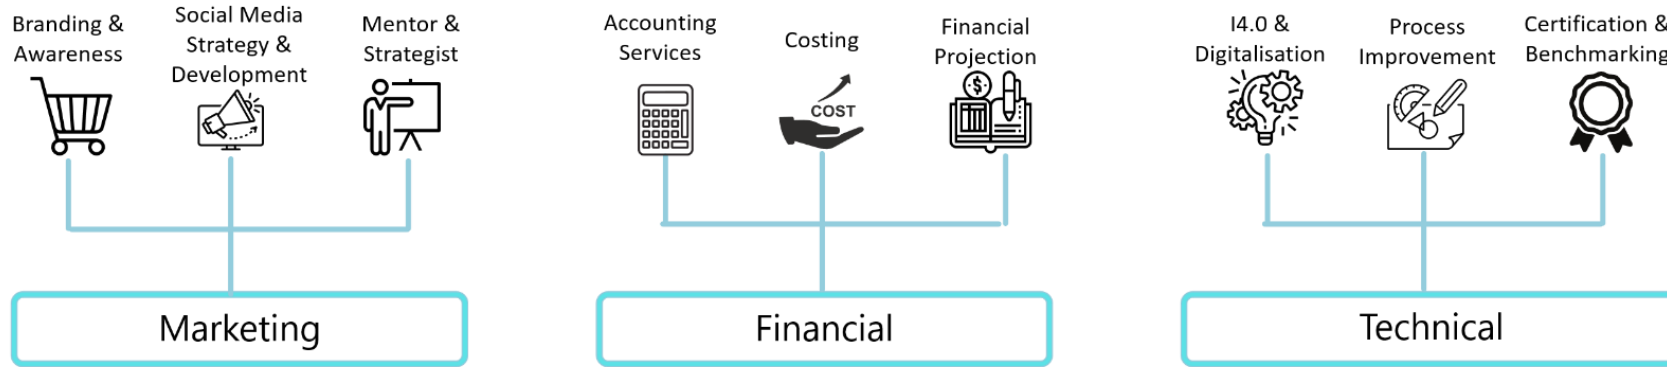 Branding &
Awareness
Social Media
Strategy &
Development
Mentor &
Strategist
Accounting
Services
Costing
Financial
Projection
I4.0 &
Digitalisation
Process
Improvement
Certification &
Benchmarking
COST
$
Marketing
Financial
Technical